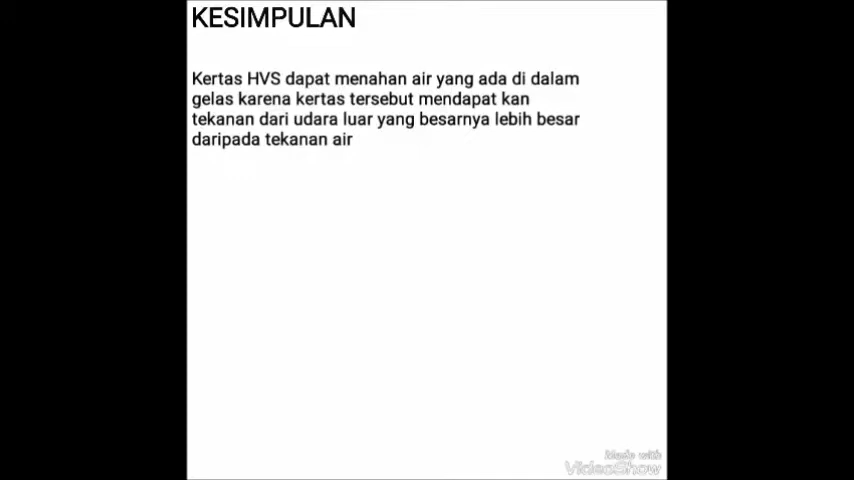 KESIMPULAN
Kertas HVS dapat menahan air yang ada di dalam
gelas karena kertas tersebut mendapat kan
tekanan dari udara luar yang besarnya lebih besar
daripada tekanan air
Made with
VideoShow